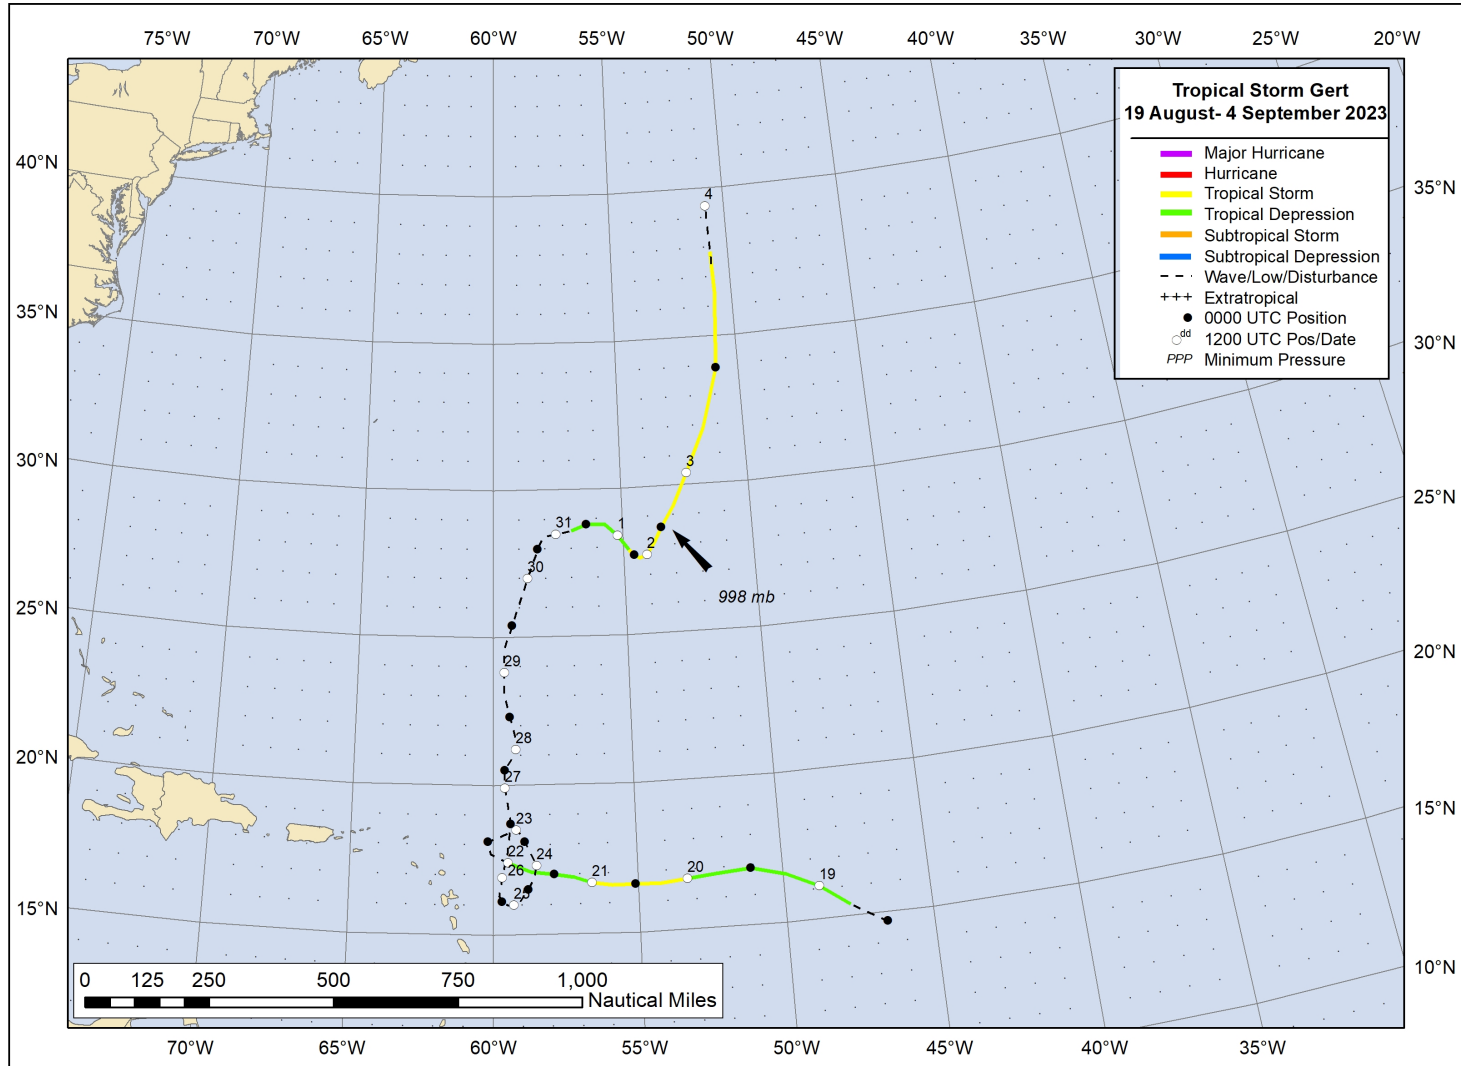 75°W 70°W 65°W 60°W 55°W 50°W 45°W 40°W 35°W 30°W 25°W 20°W
Tropical Storm Gert
19 August- 4 September 2023
Major Hurricane
Hurricane
Tropical Storm
Tropical Depression
Subtropical Storm
Subtropical Depression
Wave/Low/Disturbance
+++ Extratropical
0000 UTC Position
dd 1200 UTC Pos/Date
PPP Minimum Pressure
40°N
35°N
30°N
25°N
20°N
15°N
35°N
30°N
25°N
20°N
15°N
10°N
4
3
31
1
2
30
998 mb
29
28
27
23
22
24
26
21
20
19
25
0 125 250 500 750 1,000
Nautical Miles
70°W 65°W 60°W 55°W 50°W 45°W 40°W 35°W